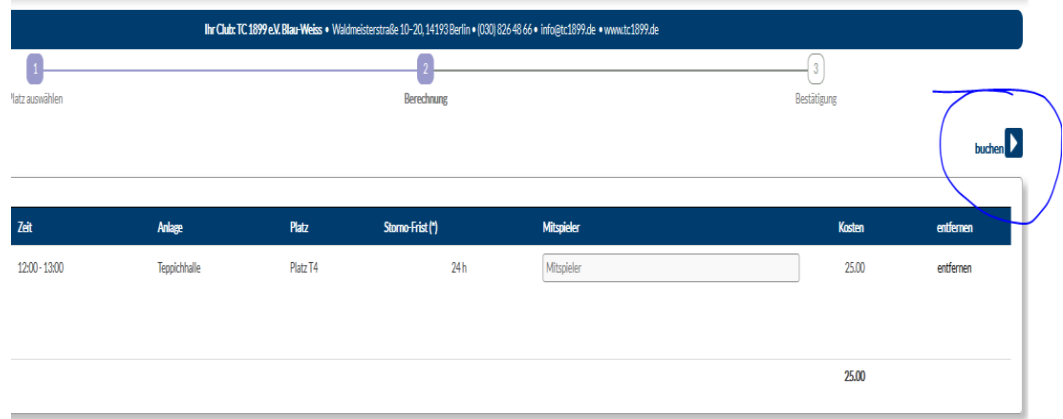 Ihr Club: TC 1899 e.V. Blau-Weiss • Waldmeisterstraße 10-20, 14193 Berlin • (030) 826 48 66 • info@tc1899.de • www.tc1899.de
1 2 3
Platz auswählen Berechnung Bestätigung
buchen
Zeit Anlage Platz Storno-Frist (*) Mitspieler Kosten entfernen
12:00 - 13:00 Teppichhalle Platz T4 24 h Mitspieler 25.00 entfernen
25.00